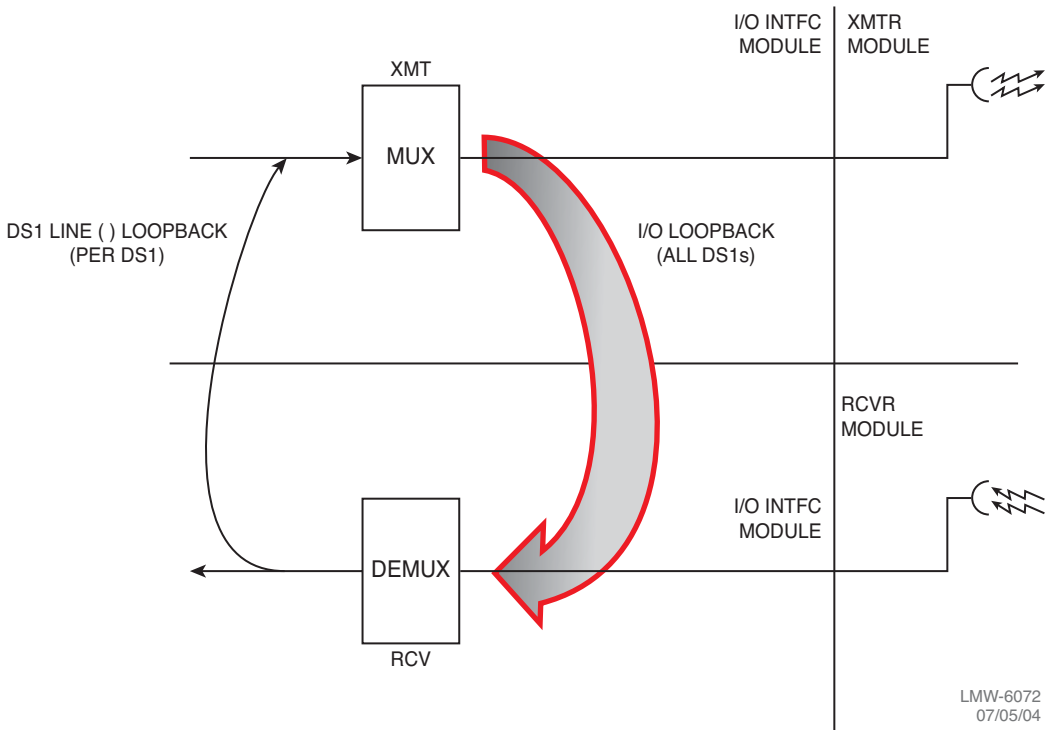 I/O INTFC
MODULE
XMTR
MODULE
XMT
MUX
DS1 LINE ( ) LOOPBACK
(PER DS1)
I/O LOOPBACK
(ALL DS1s)
RCVR
MODULE
I/O INTFC
MODULE
DEMUX
RCV
LMW-6072
07/05/04